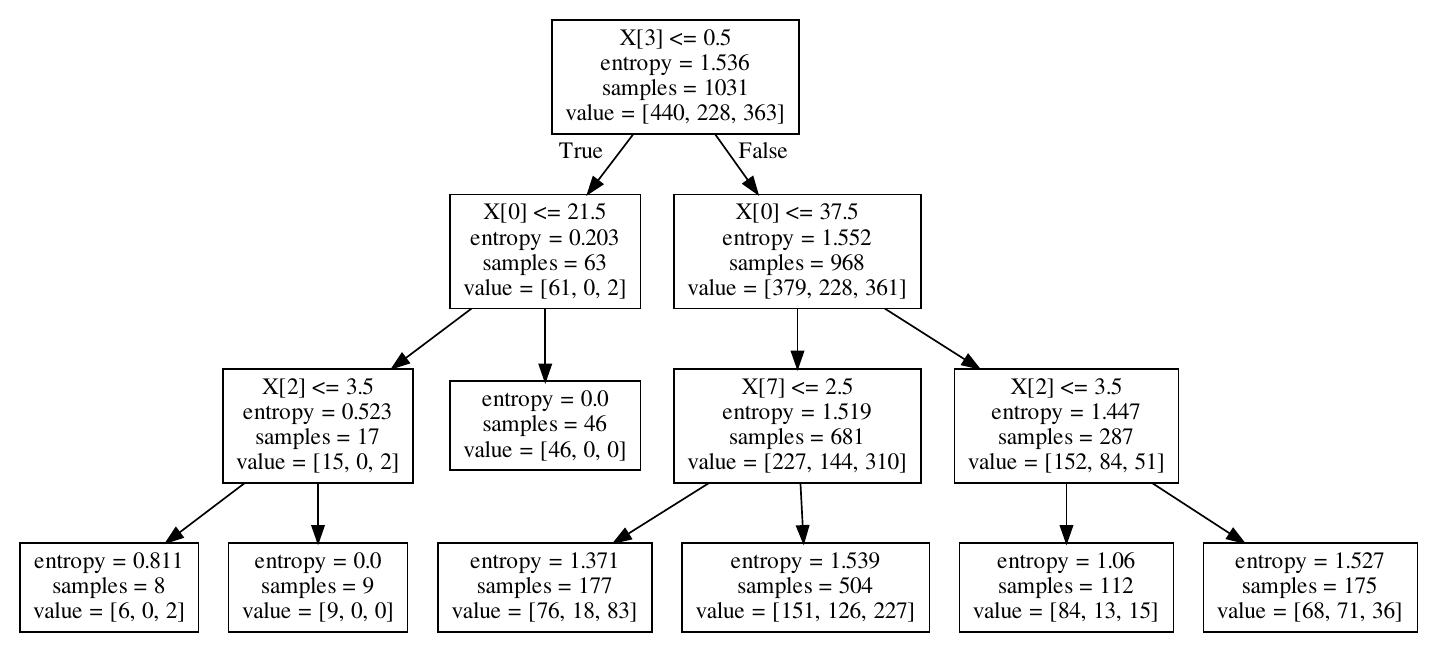 X[3] <= 0.5
entropy = 1.536
samples = 1031
value = [440, 228, 363]
True
False
X[0] <= 21.5
entropy = 0.203
samples = 63
value = [61, 0, 2]
X[0] <= 37.5
entropy = 1.552
samples = 968
value = [379, 228, 361]
X[2] <= 3.5
entropy = 0.523
samples = 17
value = [15, 0, 2]
entropy = 0.0
samples = 46
value = [46, 0, 0]
X[7] <= 2.5
entropy = 1.519
samples = 681
value = [227, 144, 310]
X[2] <= 3.5
entropy = 1.447
samples = 287
value = [152, 84, 51]
entropy = 0.811
samples = 8
value = [6, 0, 2]
entropy = 0.0
samples = 9
value = [9, 0, 0]
entropy = 1.371
samples = 177
value = [76, 18, 83]
entropy = 1.539
samples = 504
value = [151, 126, 227]
entropy = 1.06
samples = 112
value = [84, 13, 15]
entropy = 1.527
samples = 175
value = [68, 71, 36]